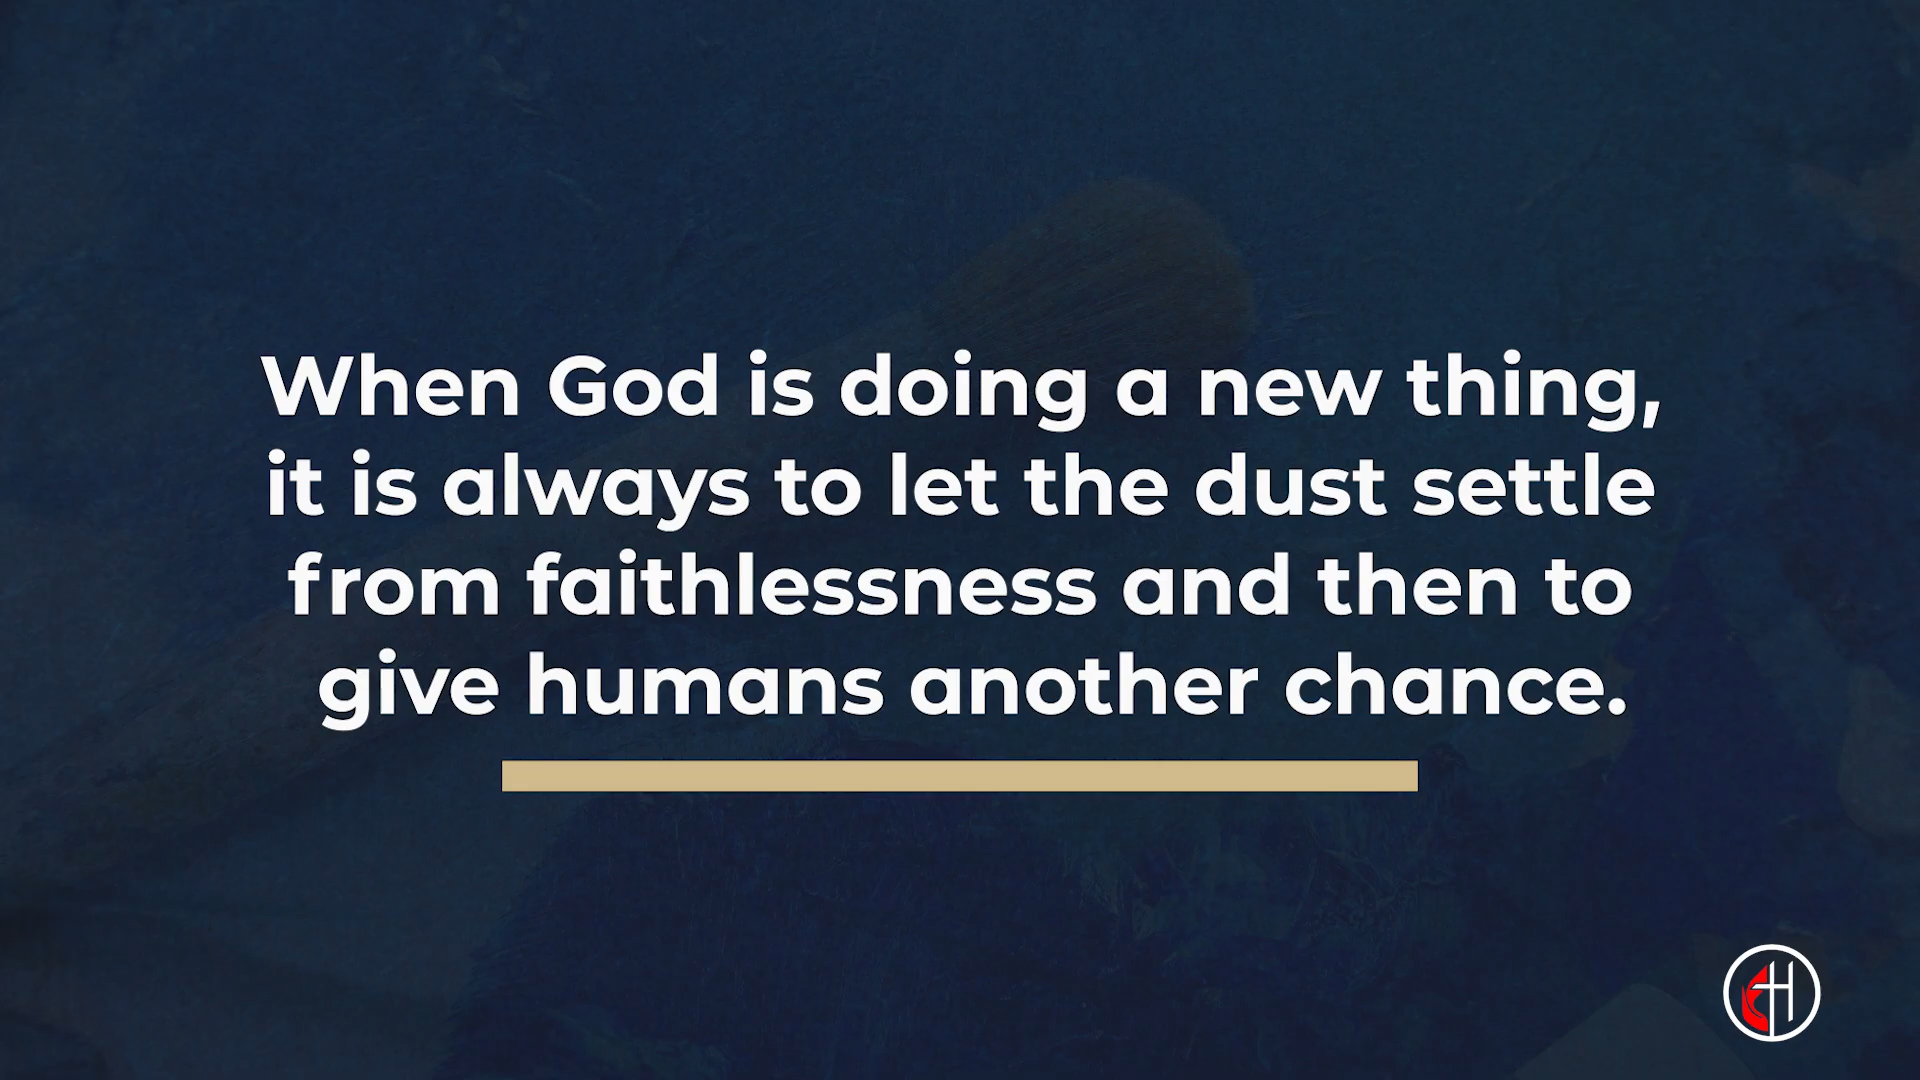 When God is doing a new thing,
it is always to let the dust settle
from faithlessness and then to
give humans another chance.
H